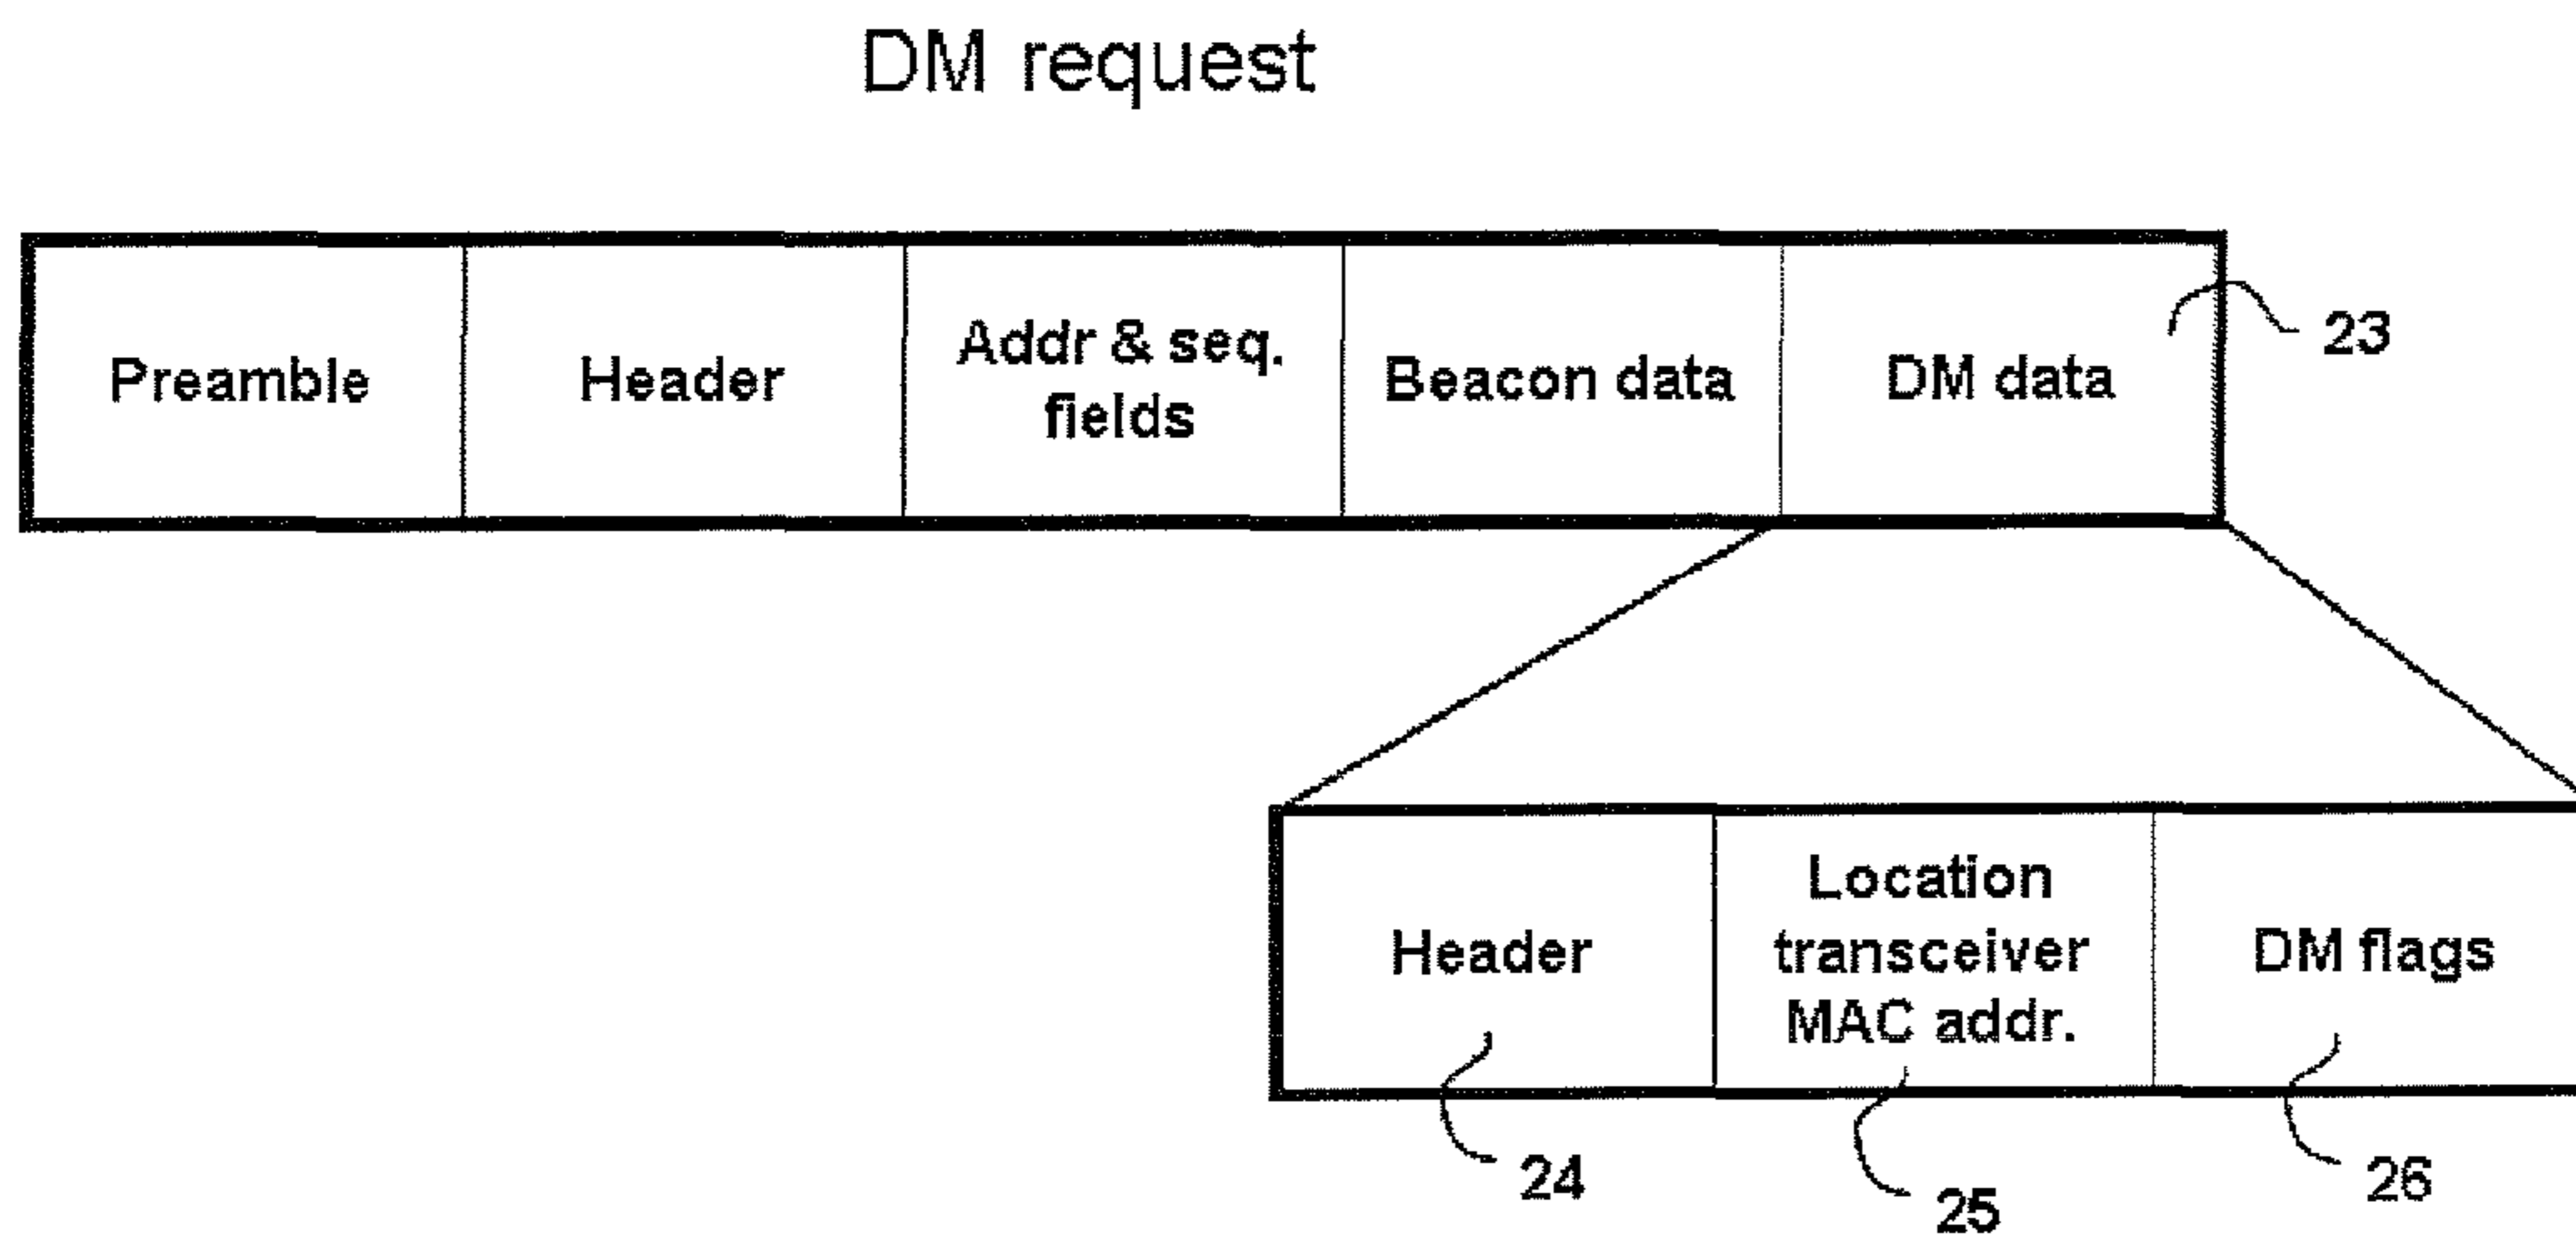 DM request
Preamble
Header
Addr & seq.
fields
Beacon data
DM data
23
Header
Location
transceiver
MAC addr.
DM flags
24
25
26